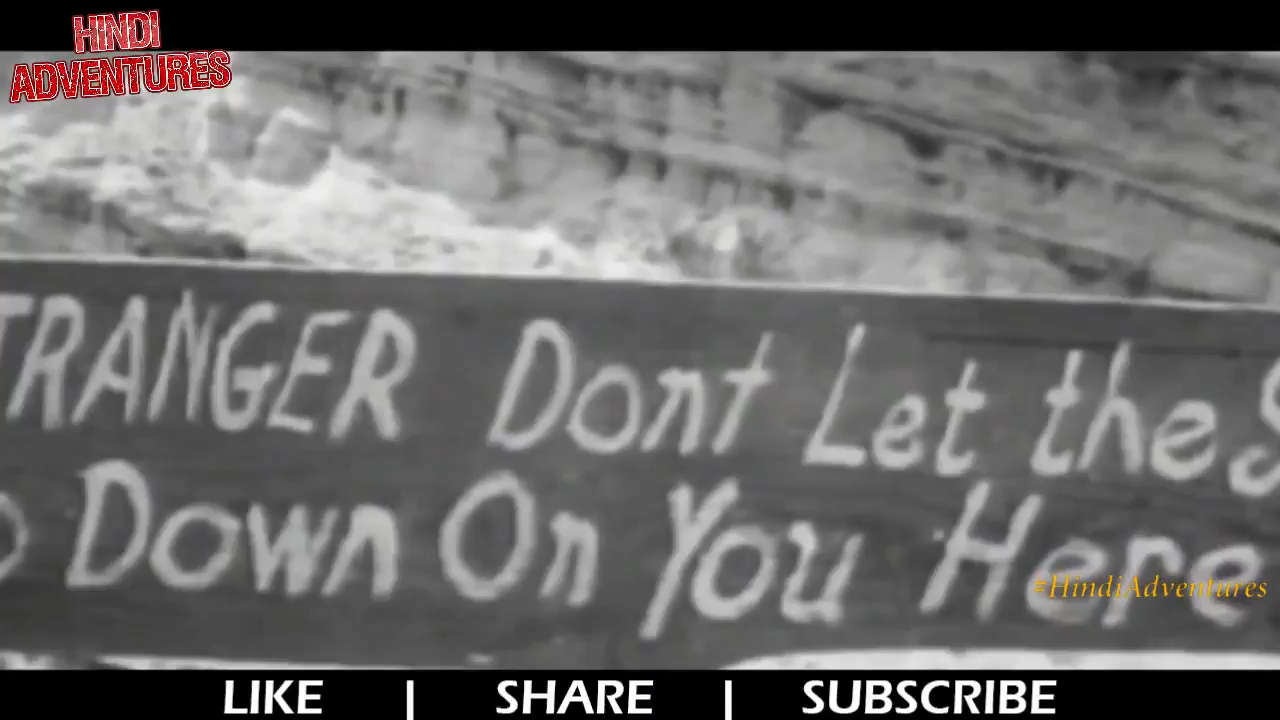 HINDI
ADVENTURES
TRANGER Dont Let the S
o Down On You Here
#HindiAdventures
LIKE | SHARE | SUBSCRIBE